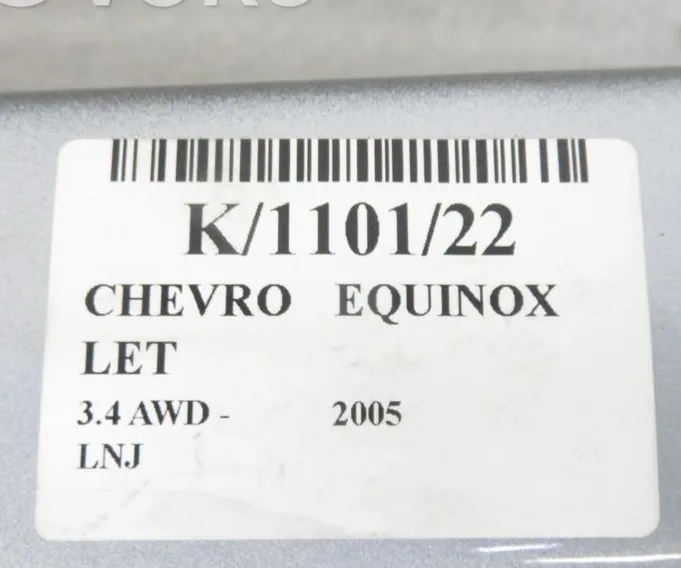 K/1101/22
CHEVRO EQUINOX
LET
3.4 AWD - 2005
LNJ